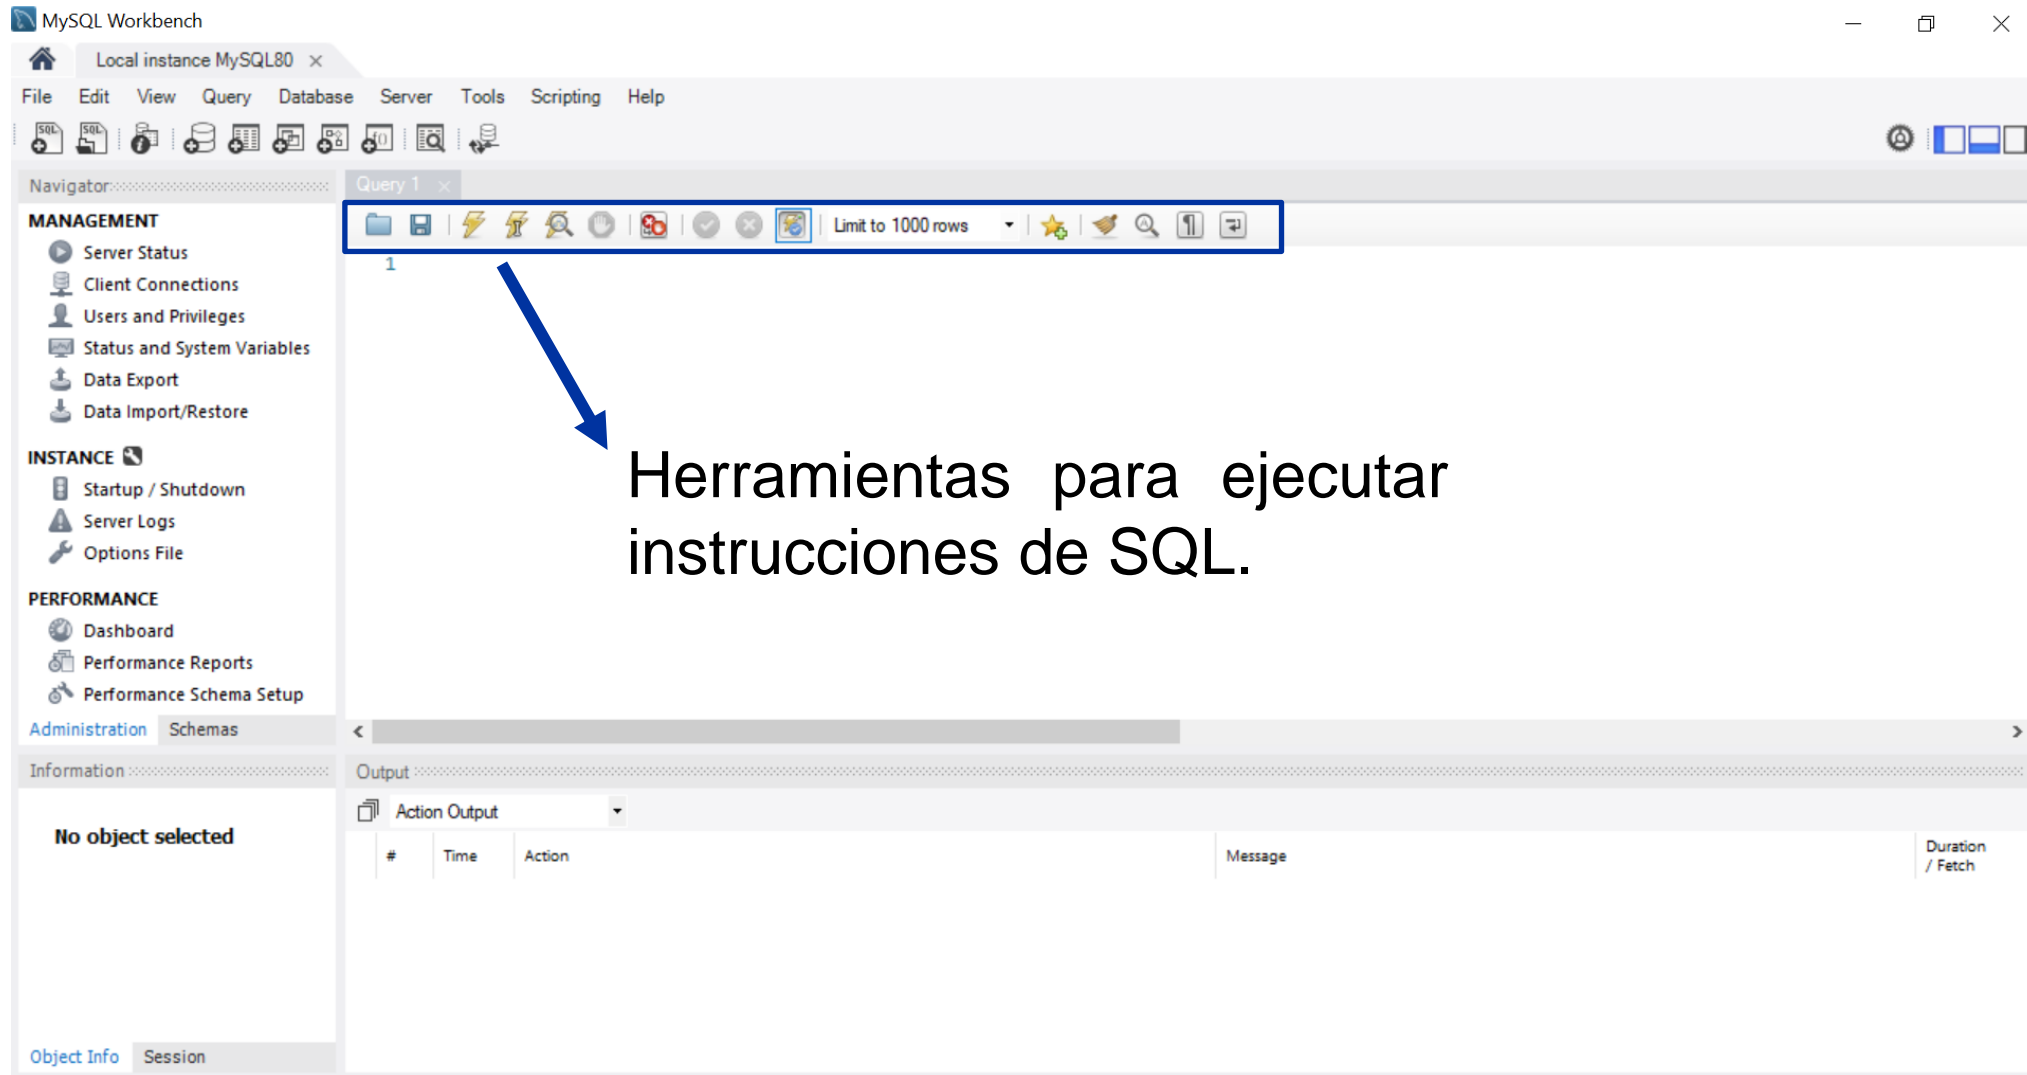 MySQL Workbench
Local instance MySQL80
File Edit View Query Database Server Tools Scripting Help
Navigator
MANAGEMENT
Server Status
Client Connections
Users and Privileges
Status and System Variables
Data Export
Data Import/Restore
INSTANCE
Startup / Shutdown
Server Logs
Options File
PERFORMANCE
Dashboard
Performance Reports
Performance Schema Setup
Administration Schemas
Information
No object selected
Object Info Session
Query 1
Limit to 1000 rows
1
Herramientas para ejecutar
instrucciones de SQL.
Output
Action Output
# Time Action Message Duration
/ Fetch